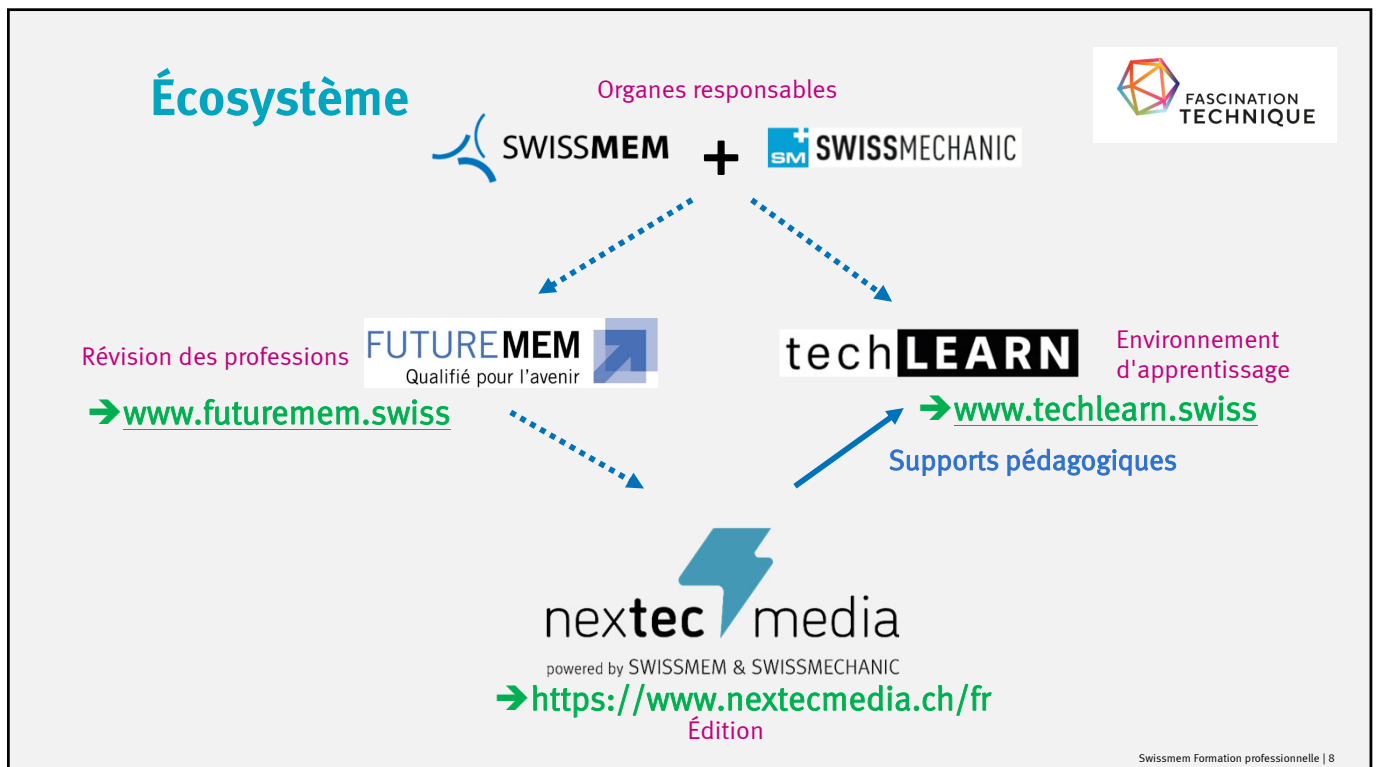 Écosystème
Organes responsables
FASCINATION
TECHNIQUE
SWISSMEM
+
SM SWISSMECHANIC
Révision des professions
FUTUREMEM
Qualifié pour l'avenir
➔www.futuremem.swiss
techLEARN
Environnement
d'apprentissage
➔www.techlearn.swiss
Supports pédagogiques
nextec media
powered by SWISSMEM & SWISSMECHANIC
➔https://www.nextecmedia.ch/fr
Édition
Swissmem Formation professionnelle | 8